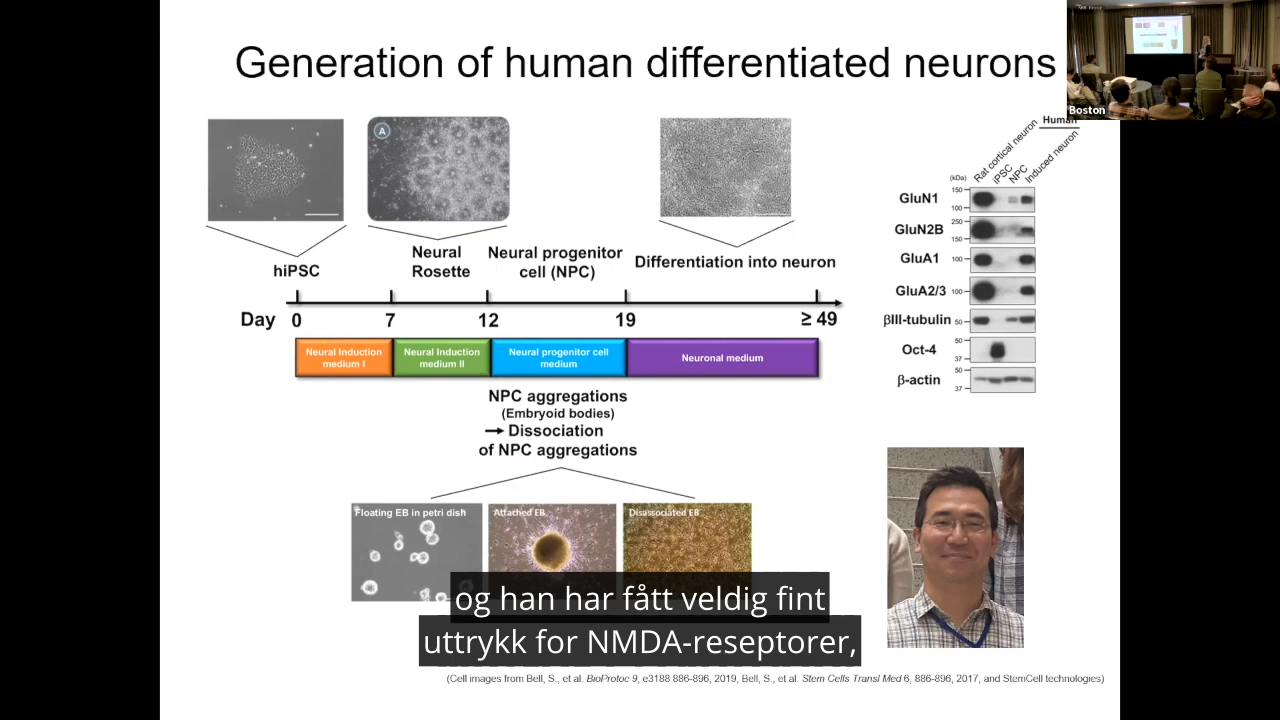 Generation of human differentiated neurons
Boston
A
Human
Rat cortical neuron
iPSC
NPC
Induced neuron
(kDa)
GluN1
150
100
GluN2B
250
150
GluA1
100
GluA2/3
100
βIII-tubulin
50
Oct-4
50
37
β-actin
50
37
hiPSC
Neural
Rosette
Neural progenitor
cell (NPC)
Differentiation into neuron
Day
0
7
12
19
≥ 49
Neural Induction
medium I
Neural Induction
medium II
Neural progenitor cell
medium
Neuronal medium
NPC aggregations
(Embryoid bodies)
→ Dissociation
of NPC aggregations
Floating EB in petri dish
Attached EB
Disassociated EB
og han har fått veldig fint
uttrykk for NMDA-reseptorer,
(Cell images from Bell, S., et al. BioProtoc 9, e3188 886-896, 2019, Bell, S., et al. Stem Cells Transl Med 6, 886-896, 2017, and StemCell technologies)